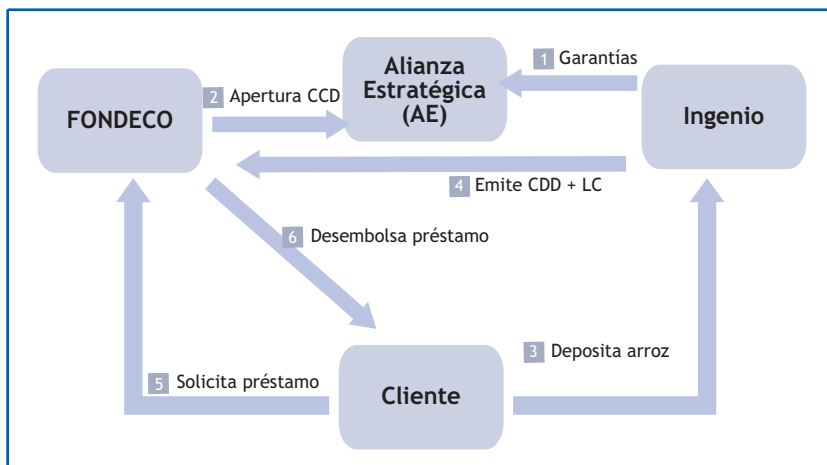 Alianza
Estratégica
(AE)
1 Garantías
2 Apertura CCD
FONDECO
Ingenio
4 Emite CDD + LC
6 Desembolsa préstamo
3 Deposita arroz
5 Solicita préstamo
Cliente